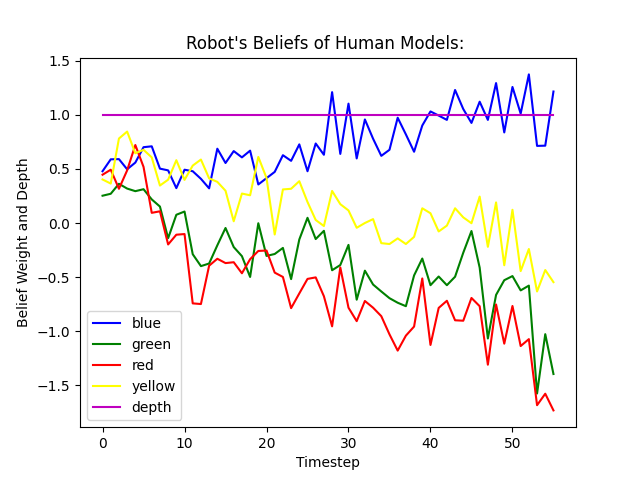 Robot's Beliefs of Human Models:
Belief Weight and Depth
1.5
1.0
0.5
0.0
−0.5
−1.0
−1.5
blue
green
red
yellow
depth
0 10 20 30 40 50
Timestep